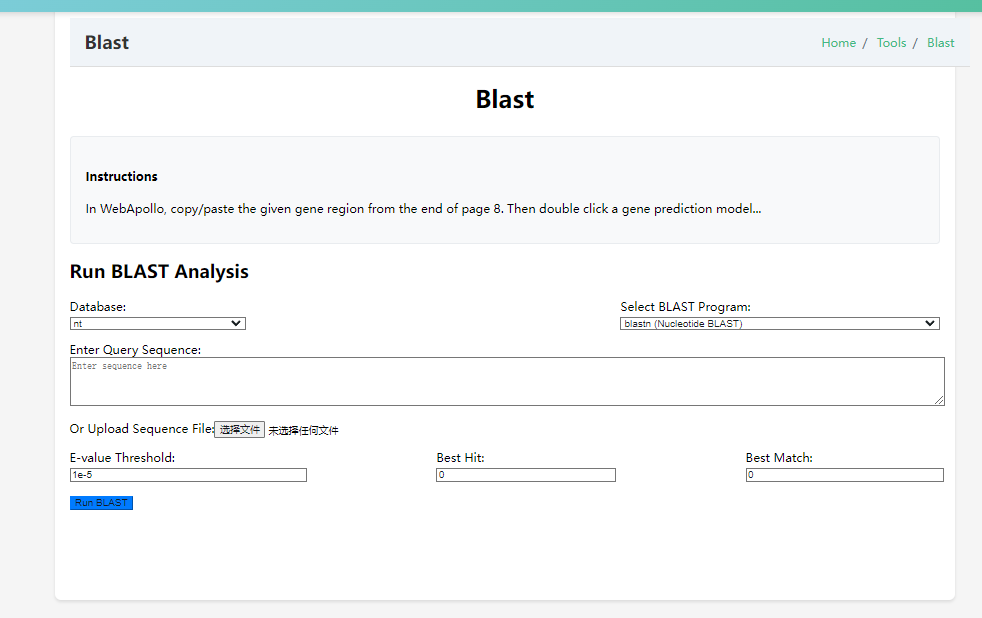 Blast
Home / Tools / Blast
Blast
Instructions
In WebApollo, copy/paste the given gene region from the end of page 8. Then double click a gene prediction model...
Run BLAST Analysis
Database: Select BLAST Program:
nt blastn (Nucleotide BLAST)
Enter Query Sequence:
Enter sequence here
Or Upload Sequence File: 选择文件 未选择任何文件
E-value Threshold: Best Hit: Best Match:
1e-5 0 0
Run BLAST